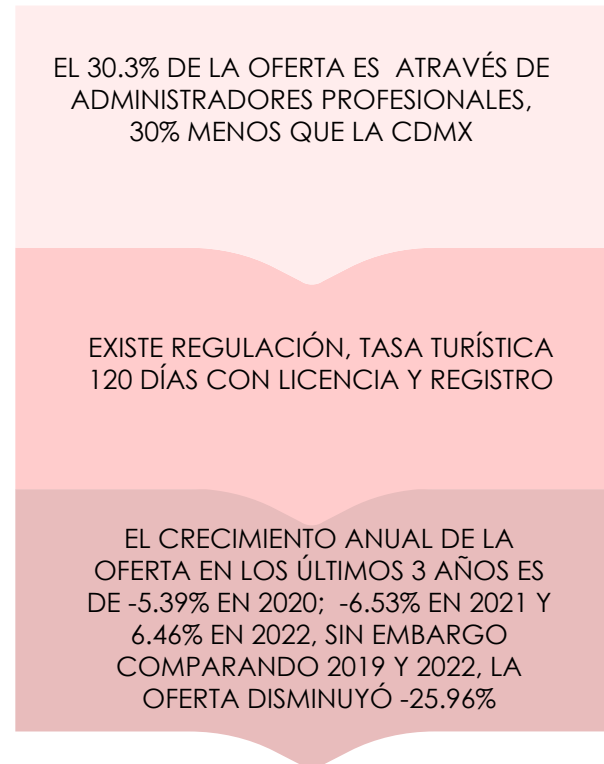 EL 30.3% DE LA OFERTA ES  ATRAVÉS DE
ADMINISTRADORES PROFESIONALES,
30% MENOS QUE LA CDMX
EXISTE REGULACIÓN, TASA TURÍSTICA
120 DÍAS CON LICENCIA Y REGISTRO
EL CRECIMIENTO ANUAL DE LA
OFERTA EN LOS ÚLTIMOS 3 AÑOS ES
DE -5.39% EN 2020;  -6.53% EN 2021 Y
6.46% EN 2022, SIN EMBARGO
COMPARANDO 2019 Y 2022, LA
OFERTA DISMINUYÓ -25.96%